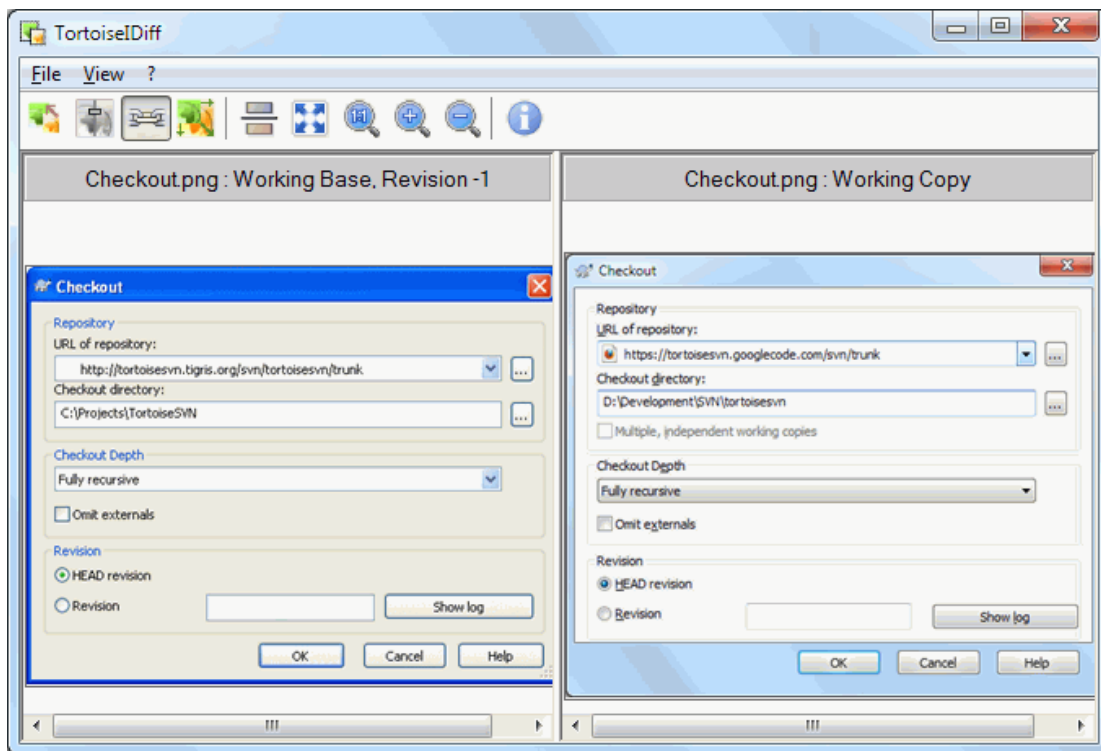 TortoiseIDiff
File View ?
Checkout.png : Working Base, Revision -1
Checkout
Repository
URL of repository:
http://tortoisesvn.tigris.org/svn/tortoisesvn/trunk
...
Checkout directory:
C:\Projects\TortoiseSVN
...
Checkout Depth
Fully recursive
Omit externals
Revision
HEAD revision
Revision
Show log
OK Cancel Help
Checkout.png : Working Copy
Checkout
Repository
URL of repository:
https://tortoisesvn.googlecode.com/svn/trunk
...
Checkout directory:
D:\Development\SVN\tortoisesvn
...
Multiple, independent working copies
Checkout Depth
Fully recursive
Omit externals
Revision
HEAD revision
Revision
Show log
OK Cancel Help